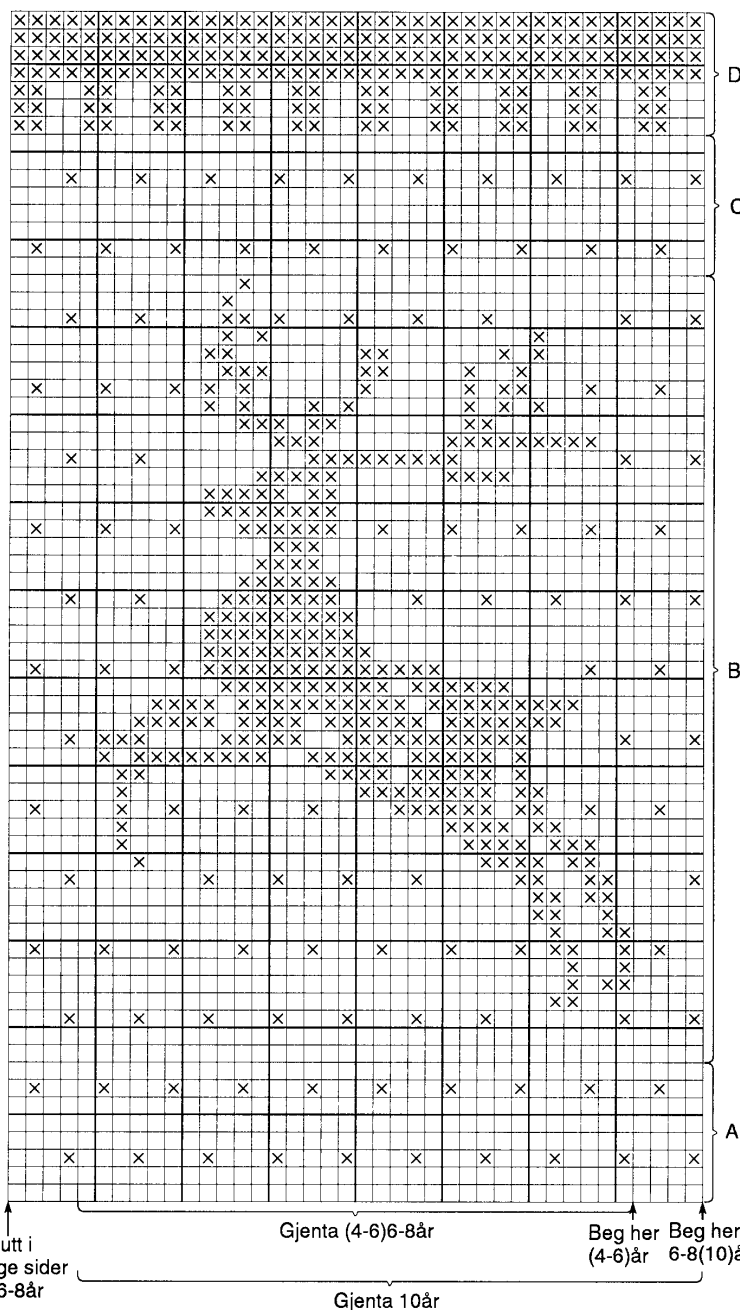 D
C
B
A
Gjenta (4-6)6-8år
Beg her
(4-6)år
Beg her
6-8(10)å
utt i
ge sider
6-8år
Gjenta 10år